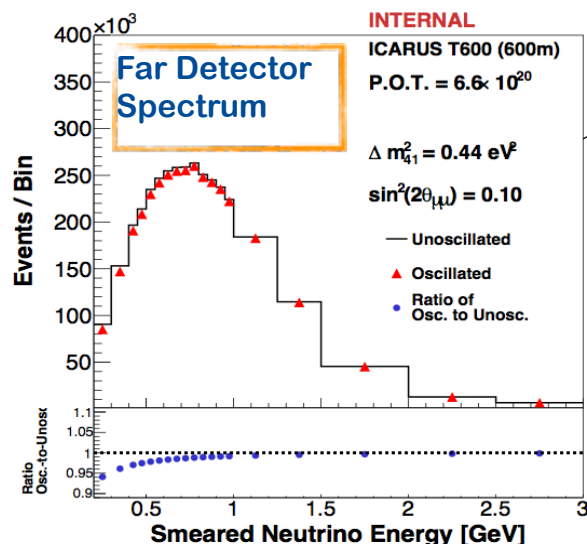 INTERNAL
400 ×10³
Far Detector
Spectrum
ICARUS T600 (600m)
P.O.T. = 6.6× 10²⁰
Δ m²₄₁ = 0.44 eV²
sin²(2θμμ) = 0.10
Unoscillated
Oscillated
Ratio of
Osc. to Unosc.
350
300
250
200
150
100
50
Events / Bin
1.1
1.05
1
0.95
0.9
Ratio
Osc.-to-Unosc
0.5 1 1.5 2 2.5 3
Smeared Neutrino Energy [GeV]